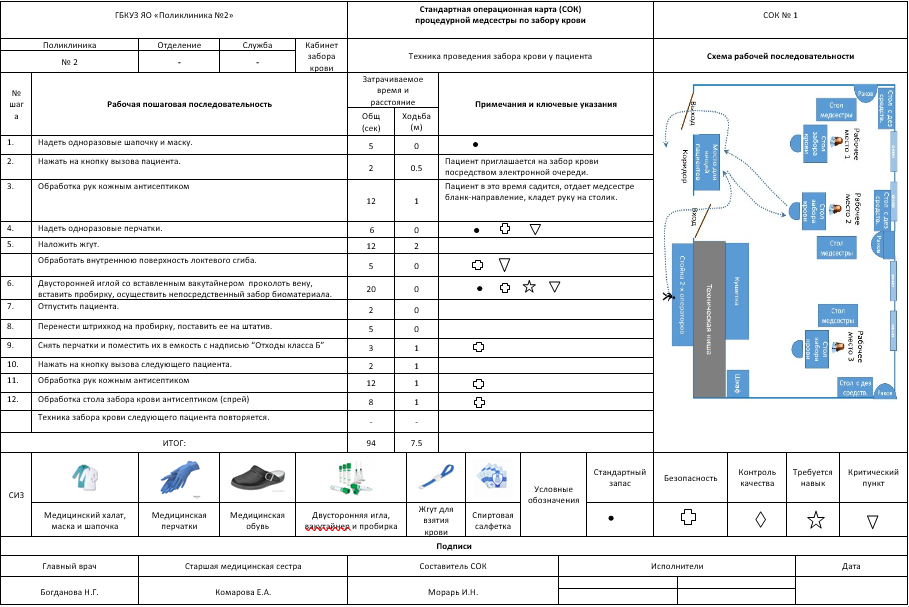 ГБКУЗ ЯО «Поликлиника №2»
Стандартная операционная карта (СОК)
процедурной медсестры по забору крови
СОК № 1
Поликлиника
Отделение
Служба
Кабинет
забора
крови
№ 2
-
-
Техника проведения забора крови у пациента
Схема рабочей последовательности
№
шаг
а
Рабочая пошаговая последовательность
Затрачиваемое
время и
расстояние
Общ
(сек)
Ходьба
(м)
Примечания и ключевые указания
1. Надеть одноразовые шапочку и маску. 5 0
2. Нажать на кнопку вызова пациента. 2 0.5
Пациент приглашается на забор крови
посредством электронной очереди.
3. Обработка рук кожным антисептиком 12 1
Пациент в это время садится, отдает медсестре
бланк-направление, кладет руку на столик.
4. Надеть одноразовые перчатки. 6 0
5. Наложить жгут. 12 2
Обработать внутреннюю поверхность локтевого сгиба. 5 0
6. Двусторонней иглой со вставленным вакутайнером проколоть вену,
вставить пробирку, осуществить непосредственный забор биоматериала. 20 0
7. Отпустить пациента. 2 0
8. Перенести штрихкод на пробирку, поставить ее на штатив. 5 0
9. Снять перчатки и поместить их в емкость с надписью “Отходы класса Б” 3 1
10. Нажать на кнопку вызова следующего пациента. 2 1
11. Обработка рук кожным антисептиком 12 1
12. Обработка стола забора крови антисептиком (спрей) 8 1
Техника забора крови следующего пациента повторяется. - -
ИТОГ: 94 7.5
Выход
Коридор
Место для
вещей
пациентов
Вход
Стойка 2-х операторов
Техническая ниша
Кушетка
Шкаф
Раков
Стол с дез
средств.
Стол
медсестры
Стол
забора
крови
Рабочее
место 1
Стол
забора
крови
Рабочее
место 2
Стол с дез
средств.
Раков
Стол
медсестры
Стол
медсестры
Стол
забора
крови
Рабочее
место 3
Стол с дез
средств.
Раков
СИЗ
Медицинский халат,
маска и шапочка
Медицинская
перчатки
Медицинская
обувь
Двусторонняя игла,
вакутайнер и пробирка
Жгут для
взятия
крови
Спиртовая
салфетка
Условные
обозначения
Стандартный
запас
Безопасность
Контроль
качества
Требуется
навык
Критический
пункт
Подписи
Главный врач
Старшая медицинская сестра
Составитель СОК
Исполнители
Дата
Богданова Н.Г.
Комарова Е.А.
Морарь И.Н.